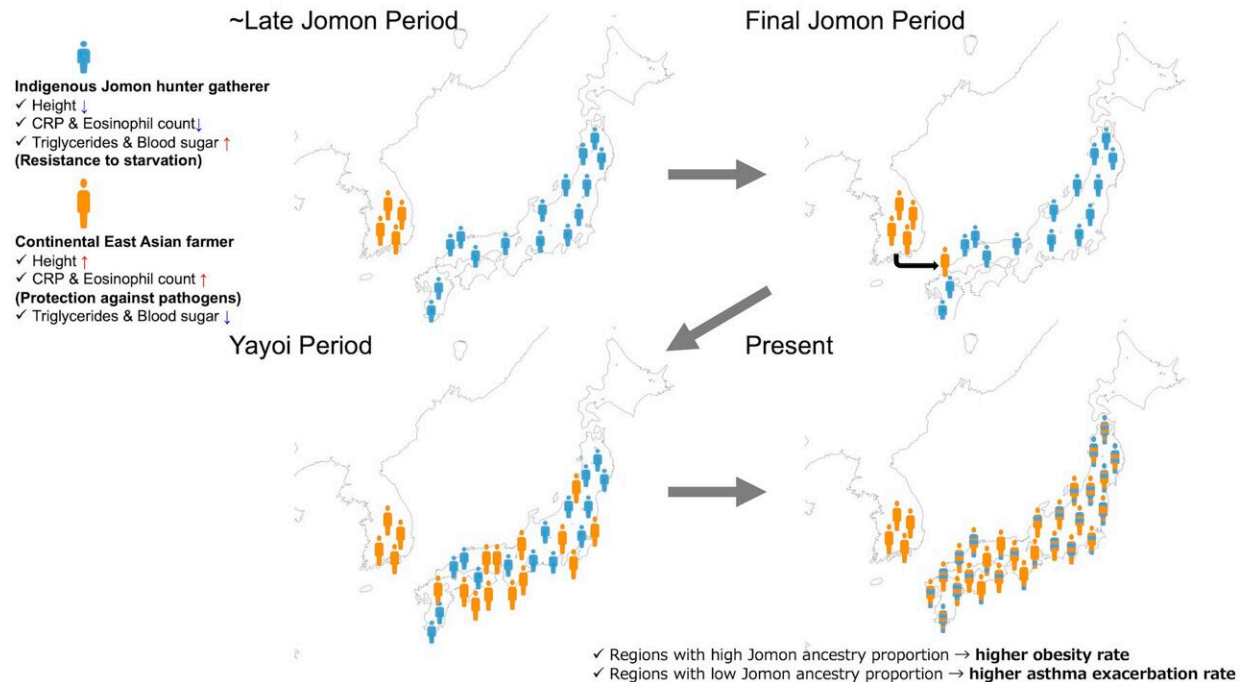 ~Late Jomon Period
Final Jomon Period
Indigenous Jomon hunter gatherer
✓ Height ↓
✓ CRP & Eosinophil count↓
✓ Triglycerides & Blood sugar ↑
(Resistance to starvation)
Continental East Asian farmer
✓ Height ↑
✓ CRP & Eosinophil count ↑
(Protection against pathogens)
✓ Triglycerides & Blood sugar ↓
Yayoi Period
Present
✓ Regions with high Jomon ancestry proportion → higher obesity rate
✓ Regions with low Jomon ancestry proportion → higher asthma exacerbation rate